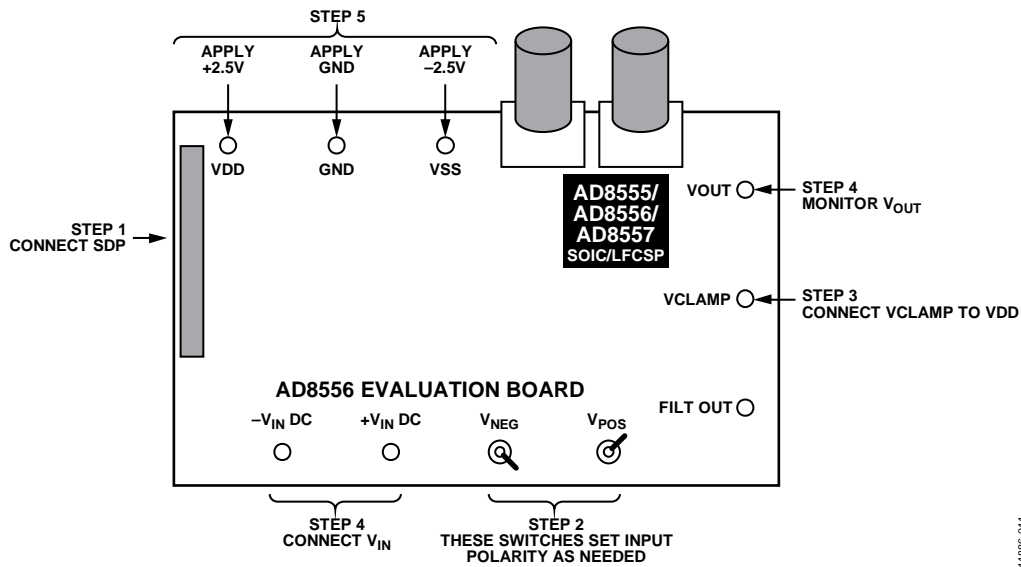 STEP 5
APPLY
+2.5V
APPLY
GND
APPLY
–2.5V
VDD
GND
VSS
STEP 1
CONNECT SDP
AD8555/
AD8556/
AD8557
SOIC/LFCSP
VOUT
STEP 4
MONITOR VOUT
VCLAMP
STEP 3
CONNECT VCLAMP TO VDD
AD8556 EVALUATION BOARD
FILT OUT
–VIN DC
+VIN DC
VNEG
VPOS
STEP 4
CONNECT VIN
STEP 2
THESE SWITCHES SET INPUT
POLARITY AS NEEDED